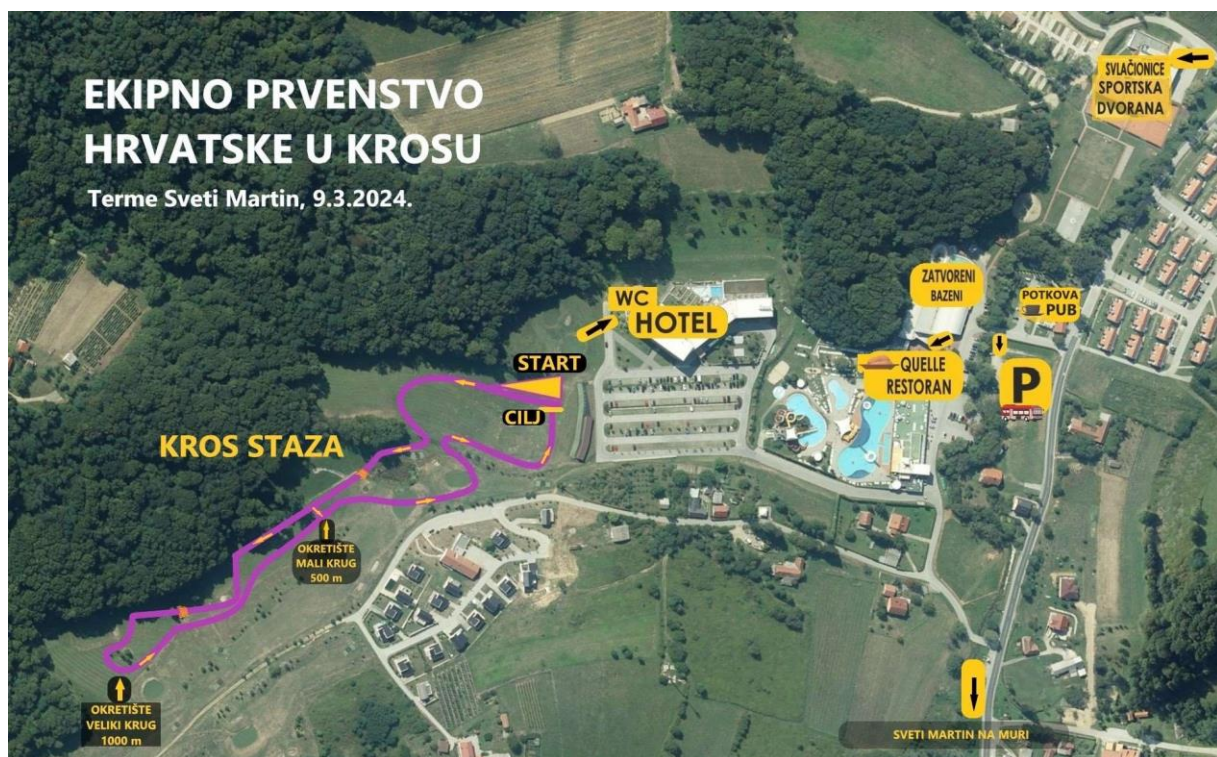 EKIPNO PRVENSTVO
HRVATSKE U KROSU
Terme Sveti Martin, 9.3.2024.
SVLAČIONICE
SPORTSKA
DVORANA
ZATVORENI
BAZENI
POTKOVA
PUB
WC
HOTEL
QUELLE
RESTORAN
P
START
CILJ
KROS STAZA
OKRETIŠTE
MALI KRUG
500 m
OKRETIŠTE
VELIKI KRUG
1000 m
SVETI MARTIN NA MURI